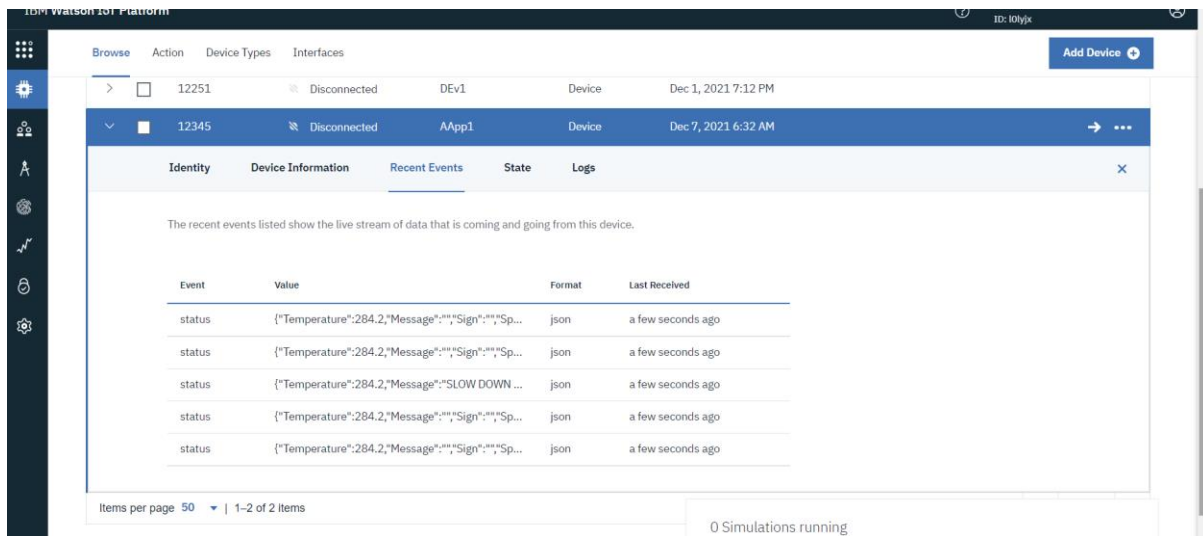 IBM Watson IoT Platform
ID: l0lyjx
Browse Action Device Types Interfaces
Add Device
12251 Disconnected DEv1 Device Dec 1, 2021 7:12 PM
12345 Disconnected AApp1 Device Dec 7, 2021 6:32 AM
Identity Device Information Recent Events State Logs
The recent events listed show the live stream of data that is coming and going from this device.
Event Value Format Last Received
status {"Temperature":284.2,"Message":"","Sign":"","Sp... json a few seconds ago
status {"Temperature":284.2,"Message":"","Sign":"","Sp... json a few seconds ago
status {"Temperature":284.2,"Message":"SLOW DOWN ... json a few seconds ago
status {"Temperature":284.2,"Message":"","Sign":"","Sp... json a few seconds ago
status {"Temperature":284.2,"Message":"","Sign":"","Sp... json a few seconds ago
Items per page 50 | 1–2 of 2 items
0 Simulations running